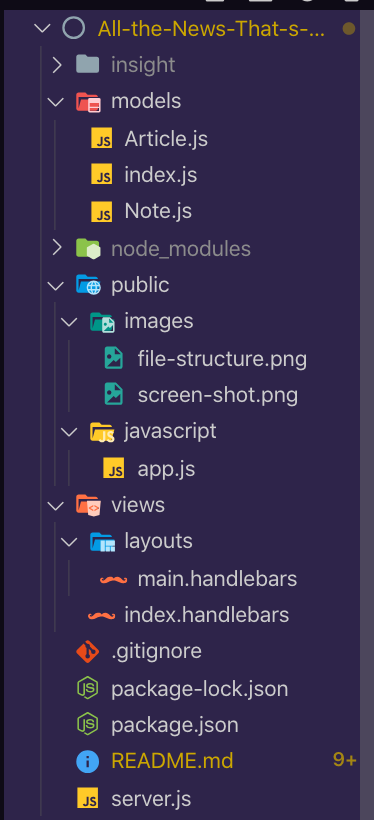 All-the-News-That-s-...
insight
models
Article.js
index.js
Note.js
node_modules
public
images
file-structure.png
screen-shot.png
javascript
app.js
views
layouts
main.handlebars
index.handlebars
.gitignore
package-lock.json
package.json
README.md 9+
server.js